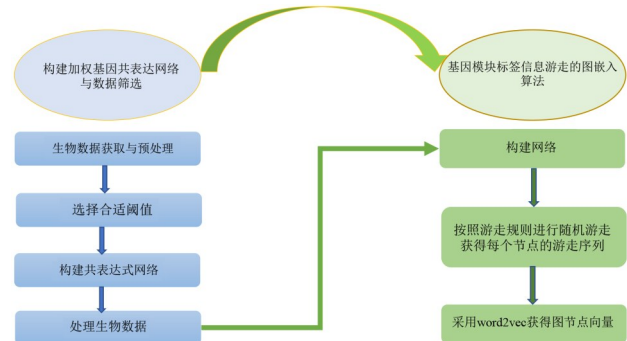 构建加权基因共表达网络
与数据筛选
生物数据获取与预处理
选择合适阈值
构建共表达式网络
处理生物数据
基因模块标签信息游走的图嵌入
算法
构建网络
按照游走规则进行随机游走
获得每个节点的游走序列
采用word2vec获得图节点向量